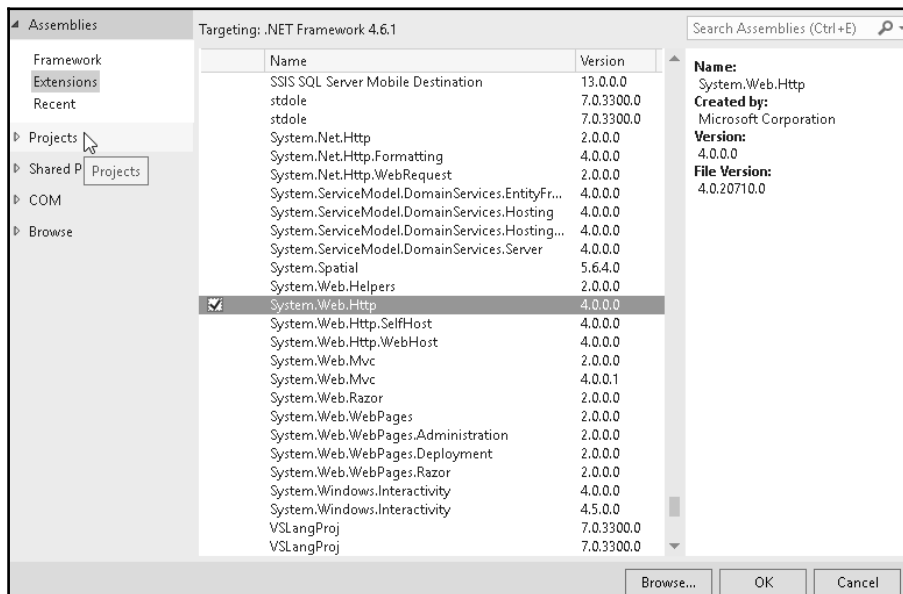 Assemblies
Targeting: .NET Framework 4.6.1
Search Assemblies (Ctrl+E)
Framework
Extensions
Recent
Projects
Shared P
Projects
COM
Browse
Name Version
SSIS SQL Server Mobile Destination 13.0.0.0
stdole 7.0.3300.0
stdole 7.0.3300.0
System.Net.Http 2.0.0.0
System.Net.Http.Formatting 4.0.0.0
System.Net.Http.WebRequest 2.0.0.0
System.ServiceModel.DomainServices.EntityFr... 4.0.0.0
System.ServiceModel.DomainServices.Hosting 4.0.0.0
System.ServiceModel.DomainServices.Hosting... 4.0.0.0
System.ServiceModel.DomainServices.Server 4.0.0.0
System.Spatial 5.6.4.0
System.Web.Helpers 2.0.0.0
System.Web.Http 4.0.0.0
System.Web.Http.SelfHost 4.0.0.0
System.Web.Http.WebHost 4.0.0.0
System.Web.Mvc 2.0.0.0
System.Web.Mvc 4.0.0.1
System.Web.Razor 2.0.0.0
System.Web.WebPages 2.0.0.0
System.Web.WebPages.Administration 2.0.0.0
System.Web.WebPages.Deployment 2.0.0.0
System.Web.WebPages.Razor 2.0.0.0
System.Windows.Interactivity 4.0.0.0
System.Windows.Interactivity 4.5.0.0
VSLangProj 7.0.3300.0
VSLangProj 7.0.3300.0
Name:
System.Web.Http
Created by:
Microsoft Corporation
Version:
4.0.0.0
File Version:
4.0.20710.0
Browse... OK Cancel